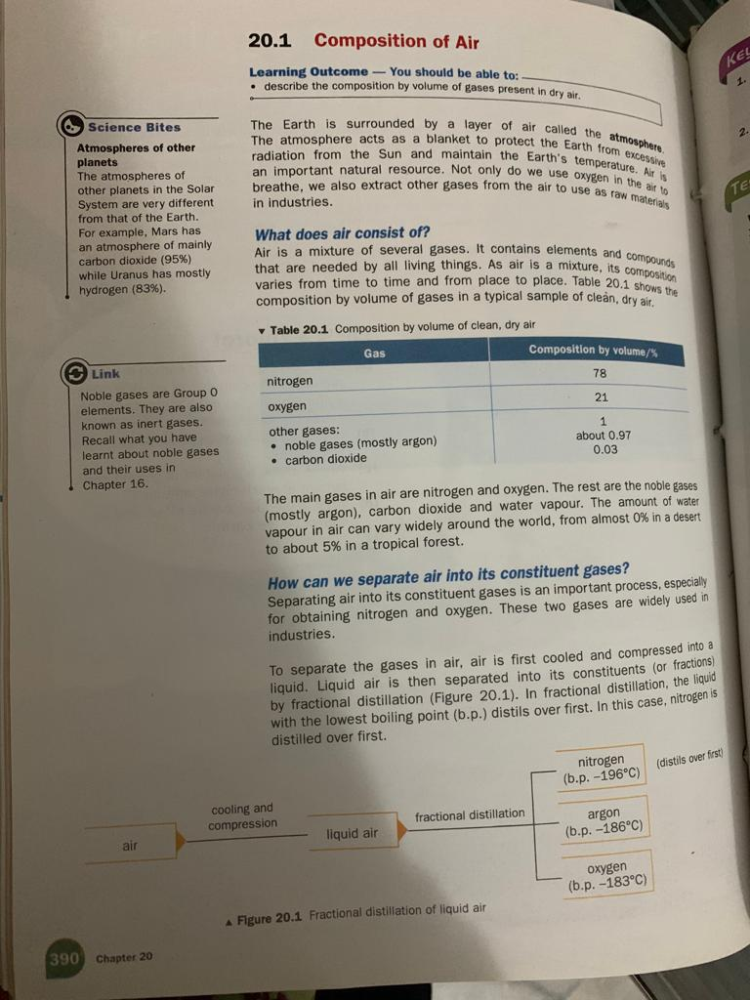 20.1 Composition of Air
Learning Outcome — You should be able to:
• describe the composition by volume of gases present in dry air.
Science Bites
Atmospheres of other
planets
The atmospheres of
other planets in the Solar
System are very different
from that of the Earth.
For example, Mars has
an atmosphere of mainly
carbon dioxide (95%)
while Uranus has mostly
hydrogen (83%).
The Earth is surrounded by a layer of air called the atmosphere.
The atmosphere acts as a blanket to protect the Earth from excessive
radiation from the Sun and maintain the Earth's temperature. Air is
an important natural resource. Not only do we use oxygen in the air to
breathe, we also extract other gases from the air to use as raw materials
in industries.
What does air consist of?
Air is a mixture of several gases. It contains elements and compounds
that are needed by all living things. As air is a mixture, its composition
varies from time to time and from place to place. Table 20.1 shows the
composition by volume of gases in a typical sample of clean, dry air.
▼ Table 20.1 Composition by volume of clean, dry air
Gas Composition by volume/%
nitrogen 78
oxygen 21
other gases: 1
• noble gases (mostly argon) about 0.97
• carbon dioxide 0.03
Link
Noble gases are Group 0
elements. They are also
known as inert gases.
Recall what you have
learnt about noble gases
and their uses in
Chapter 16.
The main gases in air are nitrogen and oxygen. The rest are the noble gases
(mostly argon), carbon dioxide and water vapour. The amount of water
vapour in air can vary widely around the world, from almost 0% in a desert
to about 5% in a tropical forest.
How can we separate air into its constituent gases?
Separating air into its constituent gases is an important process, especially
for obtaining nitrogen and oxygen. These two gases are widely used in
industries.
To separate the gases in air, air is first cooled and compressed into a
liquid. Liquid air is then separated into its constituents (or fractions)
by fractional distillation (Figure 20.1). In fractional distillation, the liquid
with the lowest boiling point (b.p.) distils over first. In this case, nitrogen is
distilled over first.
air
cooling and
compression
liquid air
fractional distillation
nitrogen
(b.p. –196°C)
(distils over first)
argon
(b.p. –186°C)
oxygen
(b.p. –183°C)
▲ Figure 20.1 Fractional distillation of liquid air
390 Chapter 20
1.
2.